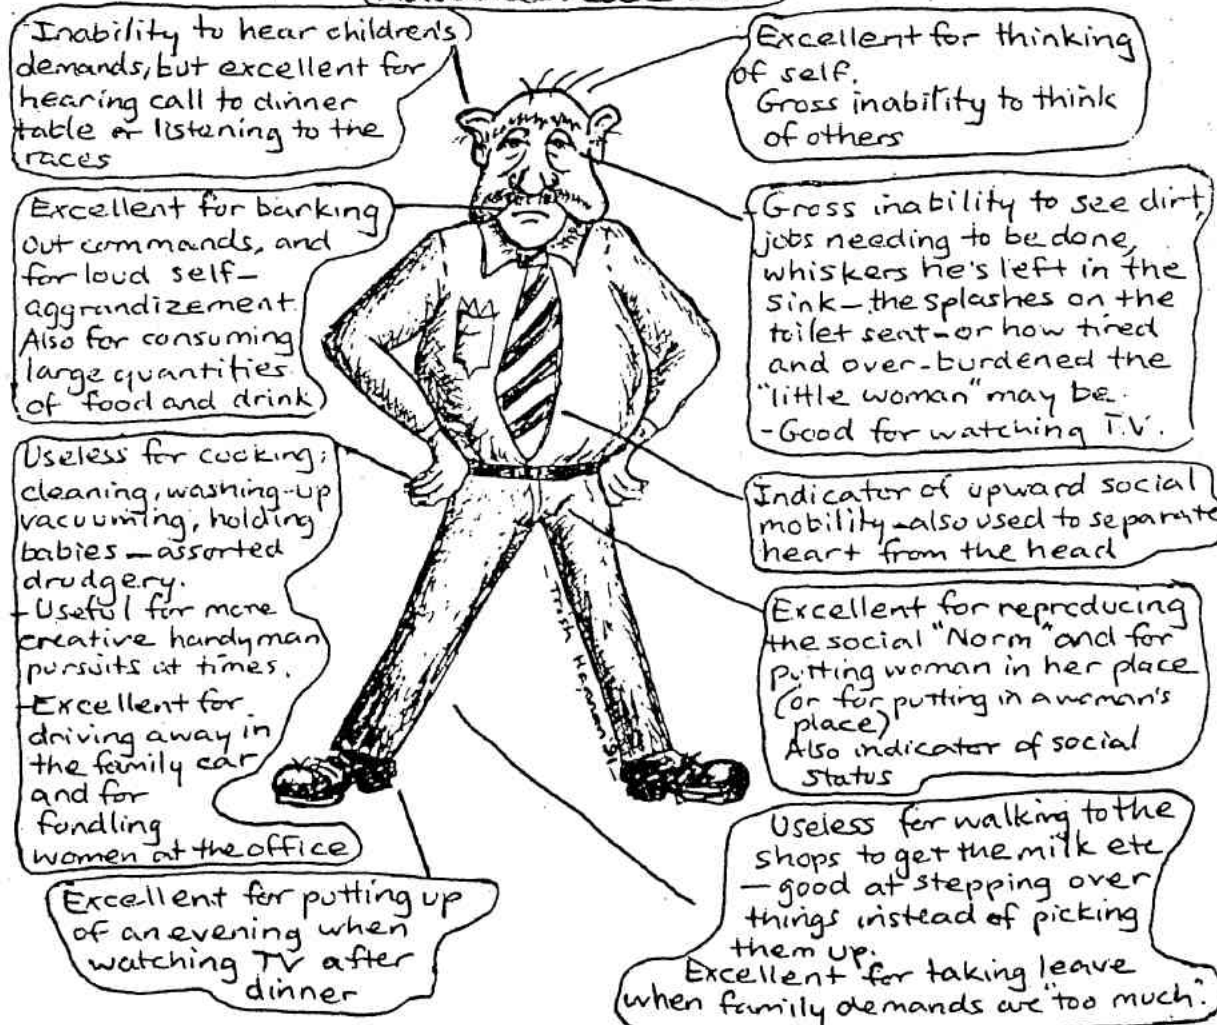 Inability to hear children's
demands, but excellent for
hearing call to dinner
table or listening to the
races
Excellent for thinking
of self.
Gross inability to think
of others
Excellent for barking
out commands, and
for loud self-
aggrandizement.
Also for consuming
large quantities
of food and drink
-Gross inability to see dirt,
jobs needing to be done,
whiskers he's left in the
sink - the splashes on the
toilet seat - or how tired
and over-burdened the
"little woman" may be.
-Good for watching T.V.
Useless for cooking;
cleaning, washing-up
vacuuming, holding
babies - assorted
drudgery.
- Useful for more
creative handyman
pursuits at times.
-Excellent for
driving away in
the family car
and for
fondling
women at the office
Indicator of upward social
mobility - also used to separate
heart from the head
Excellent for reproducing
the social "Norm" and for
putting woman in her place
(or for putting in a woman's
place)
Also indicator of social
status
Trish
Excellent for putting up
of an evening when
watching TV after
dinner
Useless for walking to the
shops to get the milk etc
- good at stepping over
things instead of picking
them up.
Excellent for taking leave
when family demands are "too much".